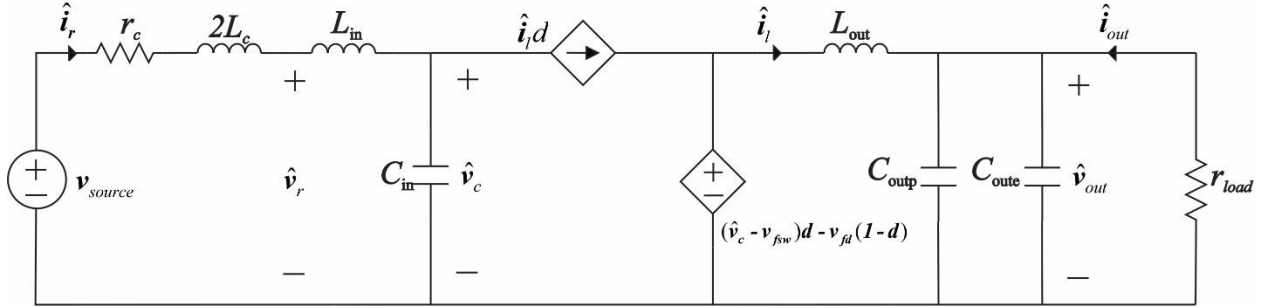 î_r r_c 2L_c L_in î_l d î_l L_out î_out
+ + +
+ − v_source v̂_r C_in v̂_c + − C_outp C_oute v̂_out r_load
(v̂_c - v_fsw)d - v_fd(1-d)
− − −